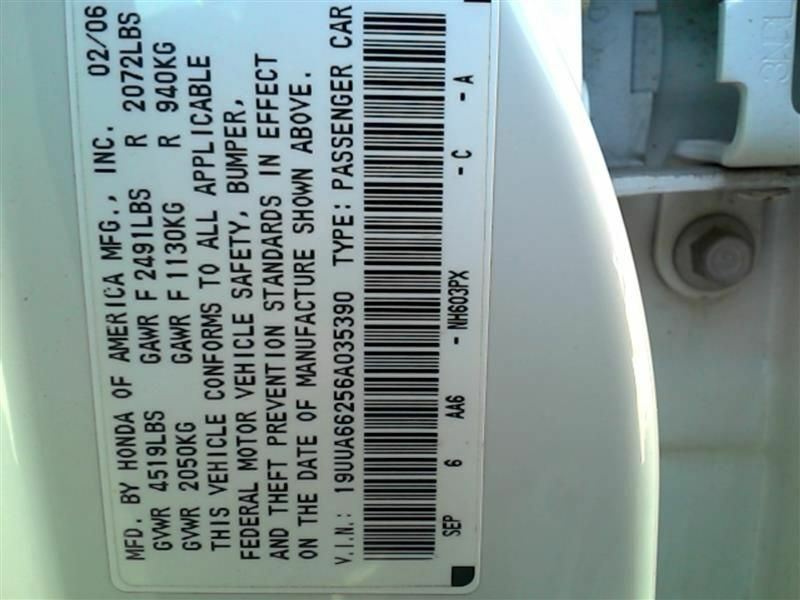 MFD. BY HONDA OF AMERICA MFG., INC. 02/06
GVWR 4519LBS GAWR F 2491LBS R 2072LBS
GVWR 2050KG GAWR F 1130KG R 940KG
THIS VEHICLE CONFORMS TO ALL APPLICABLE
FEDERAL MOTOR VEHICLE SAFETY, BUMPER,
AND THEFT PREVENTION STANDARDS IN EFFECT
ON THE DATE OF MANUFACTURE SHOWN ABOVE.
V.I.N.: 19UUA66256A035390 TYPE: PASSENGER CAR
SEP 6 AA6 - NH603PX - C - A